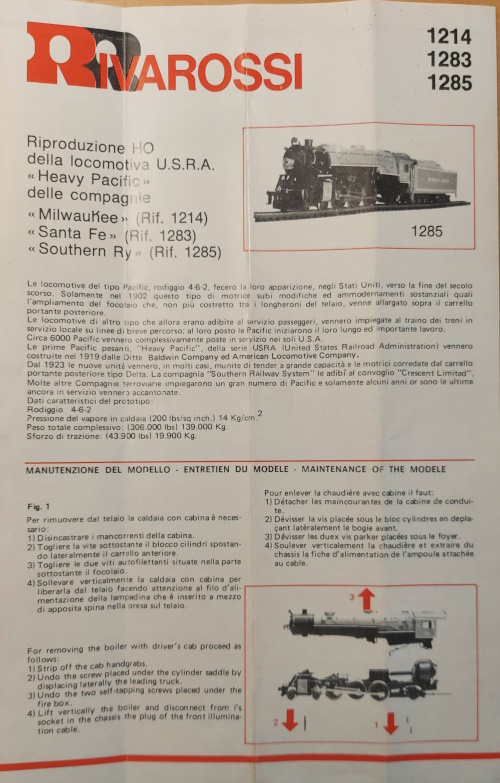 RIVAROSSI
1214
1283
1285
Riproduzione HO
della locomotiva U.S.R.A.
«Heavy Pacific»
delle compagnie
«Milwaukee» (Rif. 1214)
«Santa Fe» (Rif. 1283)
«Southern Ry» (Rif. 1285)
1285
Le locomotive del tipo Pacific, rodiggio 4-6-2, fecero la loro apparizione, negli Stati Uniti, verso la fine del secolo
scorso. Solamente nel 1902 questo tipo di motrice subì modifiche ed ammodernamenti sostanziali quali
l'ampliamento del focolaio che, non più costretto tra i longheroni del telaio, venne allargato sopra il carrello
portante posteriore.
Le locomotive di altro tipo che allora erano adibite al servizio passeggeri, vennero impiegate al traino dei treni in
servizio locale su linee di breve percorso; al loro posto le Pacific iniziarono il loro lungo ed importante lavoro.
Circa 6000 Pacific vennero complessivamente poste in servizio nei soli U.S.A.
Le prime Pacific pesanti, "Heavy Pacific", della serie USRA (United States Railroad Administration) vennero
costruite nel 1919 dalle Ditte Baldwin Company ed American Locomotive Company.
Dal 1923 le nuove unità vennero, in molti casi, munite di tender a grande capacità e le motrici corredate dal carrello
portante posteriore tipo Delta. La compagnia "Southern Railway System" le adibì al convoglio "Crescent Limitad".
Molte altre Compagnie ferroviarie impiegarono un gran numero di Pacific e solamente alcuni anni or sono le ultime
ancora in servizio vennero accantonate.
Dati caratteristici del prototipo:
Rodiggio 4-6-2
Pressione del vapore in caldaia (200 lbs/sq inch.) 14 Kg/cm.2
Peso totale complessivo: (306.000 lbs) 139.000 Kg.
Sforzo di trazione: (43.900 lbs) 19.900 Kg.
MANUTENZIONE DEL MODELLO - ENTRETIEN DU MODELE - MAINTENANCE OF THE MODELE
Fig. 1
Per rimuovere dal telaio la caldaia con cabina è neces-
sario:
1) Disincastrare i mancorrenti della cabina.
2) Togliere la vite sottostante il blocco cilindri spostan-
do lateralmente il carrello anteriore.
3) Togliere le due viti autofilettanti situate nella parte
sottostante il focolaio.
4) Sollevare verticalmente la caldaia con cabina per
liberarla dal telaio facendo attenzione al filo d'ali-
mentazione della lampadina che è inserito a mezzo
di apposita spina nella presa sul telaio.
For removing the boiler with driver's cab proceed as
follows:
1) Strip off the cab handgrabs.
2) Undo the screw placed under the cylinder saddle by
displacing laterally the leading truck.
3) Undo the two self-tapping screws placed under the
fire box.
4) Lift vertically the boiler and disconnect from i's
socket in the chassis the plug of the front illumina-
tion cable.
Pour enlever la chaudière avec cabine il faut:
1) Détacher les maincourantes de la cabine de condui-
te.
2) Dévisser la vis placée sous le bloc cylindres en depla-
çant latéralement le bogie avant.
3) Dévisser les duex vis parker placées sous le foyer.
4) Soulever verticalement la chaudière et extraire du
chassis la fiche d'alimentation de l'ampoule attachée
au cable.
3
2
1